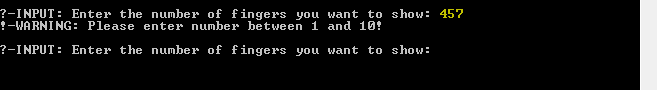 ?-INPUT: Enter the number of fingers you want to show: 457
!-WARNING: Please enter number between 1 and 10!
?-INPUT: Enter the number of fingers you want to show: